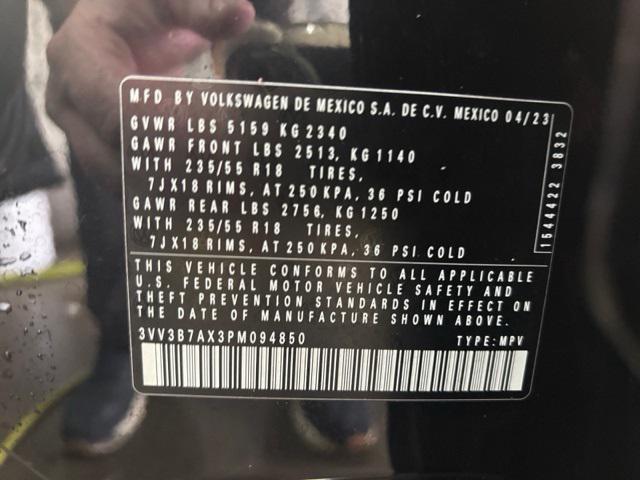 MFD. BY VOLKSWAGEN DE MEXICO S.A. DE C.V. MEXICO 04/23
GVWR LBS 5159 KG 2340
GAWR FRONT LBS 2513, KG 1140
WITH 235/55 R18 TIRES,
7JX18 RIMS, AT 250 KPA, 36 PSI COLD
GAWR REAR LBS 2756, KG 1250
WITH 235/55 R18 TIRES,
7JX18 RIMS, AT 250 KPA, 36 PSI COLD
1544422 3832
THIS VEHICLE CONFORMS TO ALL APPLICABLE
U.S. FEDERAL MOTOR VEHICLE SAFETY AND
THEFT PREVENTION STANDARDS IN EFFECT ON
THE DATE OF MANUFACTURE SHOWN ABOVE.
3VV3B7AX3PM094850 TYPE: MPV